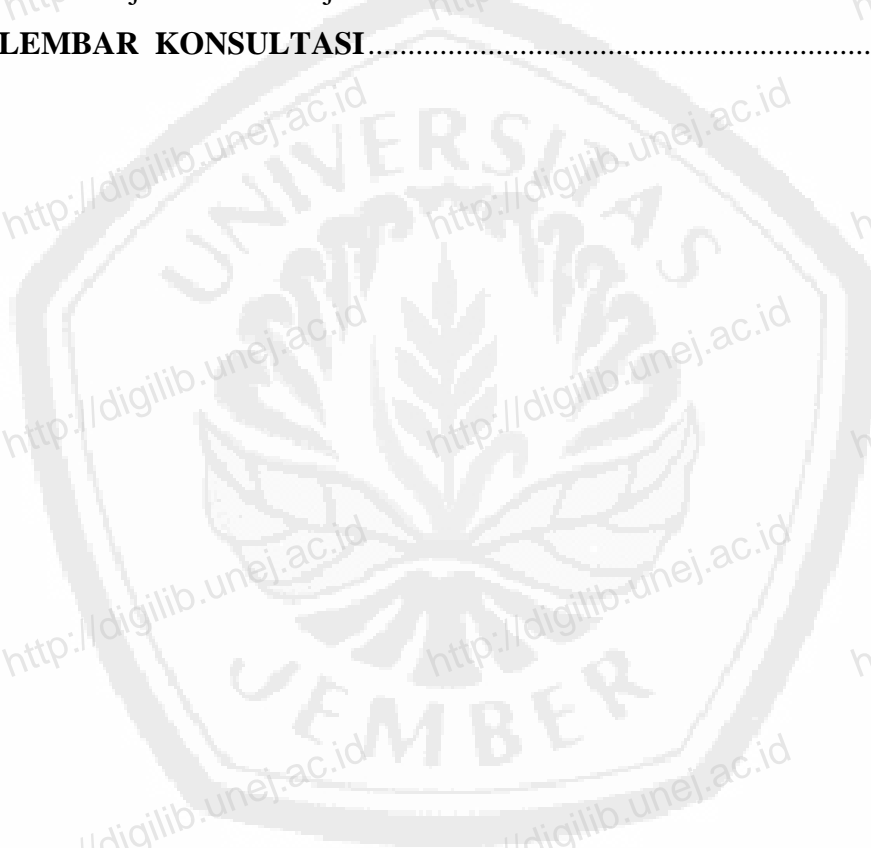 LEMBAR KONSULTASI..........................................................................................
http://digilib.unej.ac.id
http://digilib.unej.ac.id
UNIVERSITAS
http://digilib.unej.ac.id
http://digilib.unej.ac.id
http://digilib.unej.ac.id
http://digilib.unej.ac.id
JEMBER
http://digilib.unej.ac.id
http://digilib.unej.ac.id